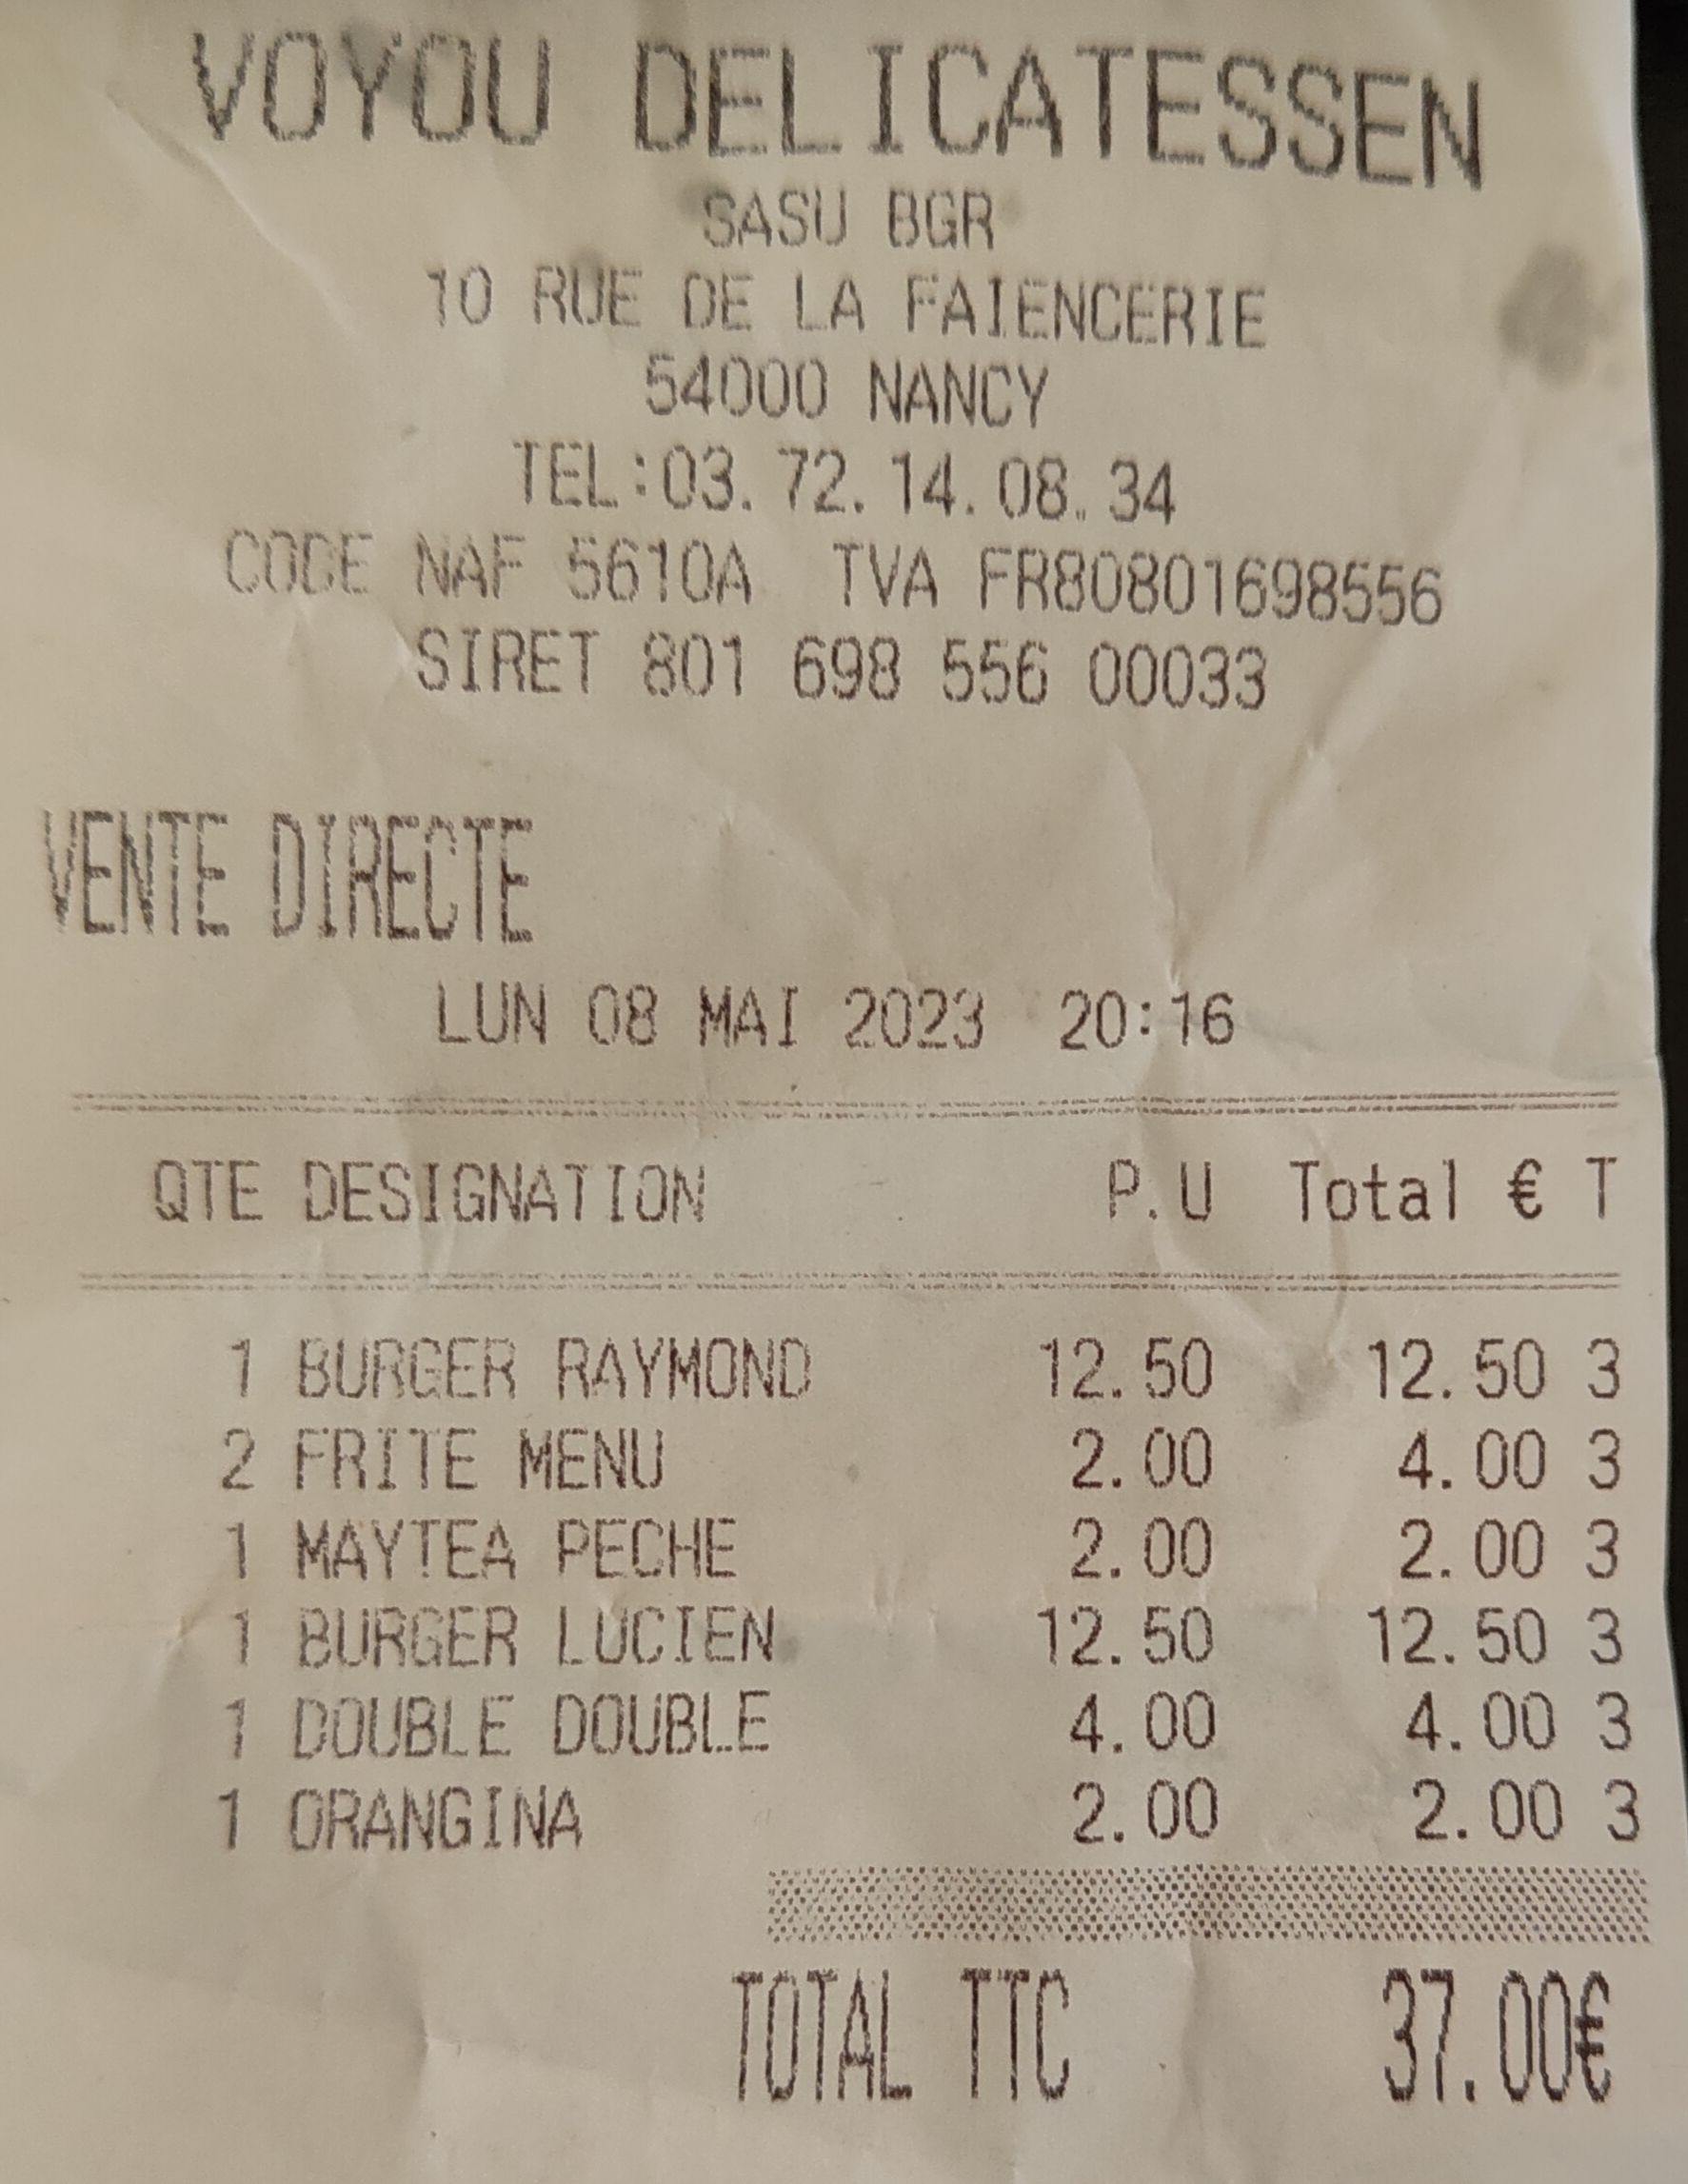 VOYOU DELICATESSEN
SASU BGR
10 RUE DE LA FAIENCERIE
54000 NANCY
TEL:03.72.14.08.34
CODE NAF 5610A TVA FR80801698556
SIRET 801 698 556 00033
VENTE DIRECTE
LUN 08 MAI 2023 20:16
QTE DESIGNATION P.U Total € T
1 BURGER RAYMOND 12.50 12.50 3
2 FRITE MENU 2.00 4.00 3
1 MAYTEA PECHE 2.00 2.00 3
1 BURGER LUCIEN 12.50 12.50 3
1 DOUBLE DOUBLE 4.00 4.00 3
1 ORANGINA 2.00 2.00 3
TOTAL TTC 37.00€